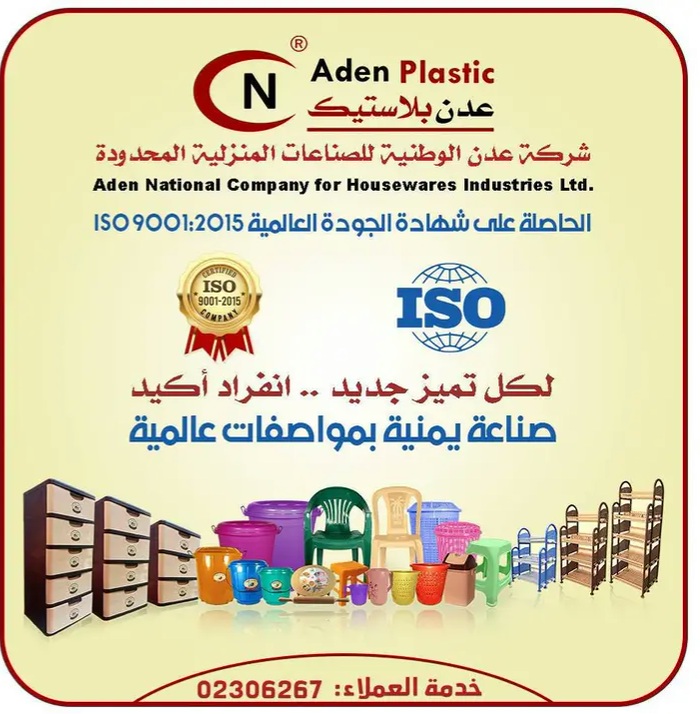 ®
N
Aden Plastic
عدن بلاستيك
شركة عدن الوطنية للصناعات المنزلية المحدودة
Aden National Company for Housewares Industries Ltd.
الحاصلة على شهادة الجودة العالمية ISO 9001:2015
CERTIFIED
ISO
9001-2015
COMPANY
ISO
لكل تميز جديد .. انفراد أكيد
صناعة يمنية بمواصفات عالمية
خدمة العملاء: 02306267